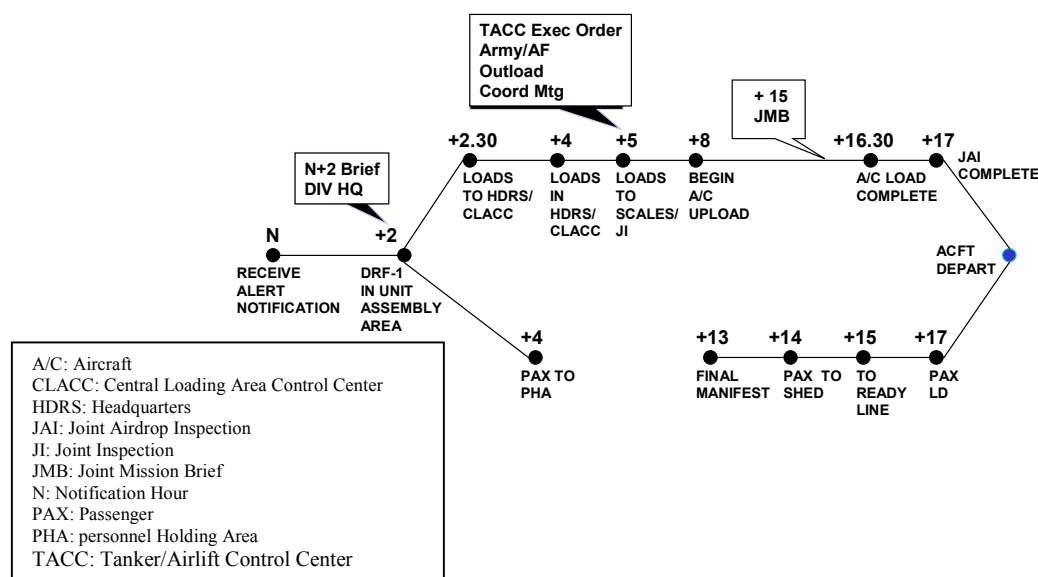 TACC Exec Order
Army/AF
Outload
Coord Mtg
+ 15
JMB
N+2 Brief
DIV HQ
+2.30
LOADS
TO HDRS/
CLACC
+4
LOADS
IN
HDRS/
CLACC
+5
LOADS
TO
SCALES/
JI
+8
BEGIN
A/C
UPLOAD
+16.30
A/C LOAD
COMPLETE
+17
JAI
COMPLETE
N
RECEIVE
ALERT
NOTIFICATION
+2
DRF-1
IN UNIT
ASSEMBLY
AREA
ACFT
DEPART
+4
PAX TO
PHA
+13
FINAL
MANIFEST
+14
PAX TO
SHED
+15
TO
READY
LINE
+17
PAX
LD
A/C: Aircraft
CLACC: Central Loading Area Control Center
HDRS: Headquarters
JAI: Joint Airdrop Inspection
JI: Joint Inspection
JMB: Joint Mission Brief
N: Notification Hour
PAX: Passenger
PHA: personnel Holding Area
TACC: Tanker/Airlift Control Center